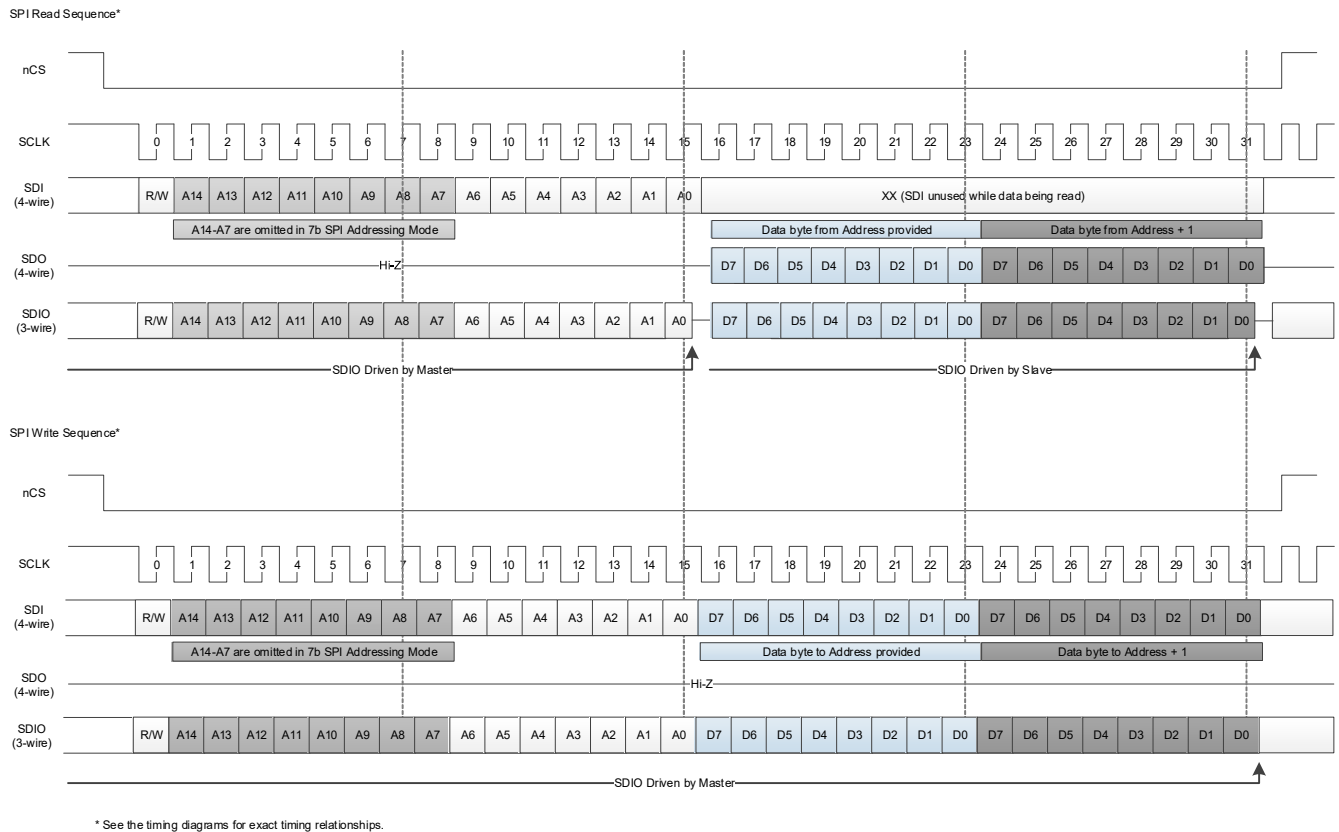 SPI Read Sequence*
nCS
SCLK
0 1 2 3 4 5 6 7 8 9 10 11 12 13 14 15 16 17 18 19 20 21 22 23 24 25 26 27 28 29 30 31
SDI
(4-wire)
R/W A14 A13 A12 A11 A10 A9 A8 A7 A6 A5 A4 A3 A2 A1 A0 XX (SDI unused while data being read)
A14-A7 are omitted in 7b SPI Addressing Mode
Data byte from Address provided
Data byte from Address + 1
SDO
(4-wire)
Hi-Z
D7 D6 D5 D4 D3 D2 D1 D0 D7 D6 D5 D4 D3 D2 D1 D0
SDIO
(3-wire)
R/W A14 A13 A12 A11 A10 A9 A8 A7 A6 A5 A4 A3 A2 A1 A0 D7 D6 D5 D4 D3 D2 D1 D0 D7 D6 D5 D4 D3 D2 D1 D0
SDIO Driven by Master
SDIO Driven by Slave
SPI Write Sequence*
nCS
SCLK
0 1 2 3 4 5 6 7 8 9 10 11 12 13 14 15 16 17 18 19 20 21 22 23 24 25 26 27 28 29 30 31
SDI
(4-wire)
R/W A14 A13 A12 A11 A10 A9 A8 A7 A6 A5 A4 A3 A2 A1 A0 D7 D6 D5 D4 D3 D2 D1 D0 D7 D6 D5 D4 D3 D2 D1 D0
A14-A7 are omitted in 7b SPI Addressing Mode
Data byte to Address provided
Data byte to Address + 1
SDO
(4-wire)
Hi-Z
SDIO
(3-wire)
R/W A14 A13 A12 A11 A10 A9 A8 A7 A6 A5 A4 A3 A2 A1 A0 D7 D6 D5 D4 D3 D2 D1 D0 D7 D6 D5 D4 D3 D2 D1 D0
SDIO Driven by Master
* See the timing diagrams for exact timing relationships.